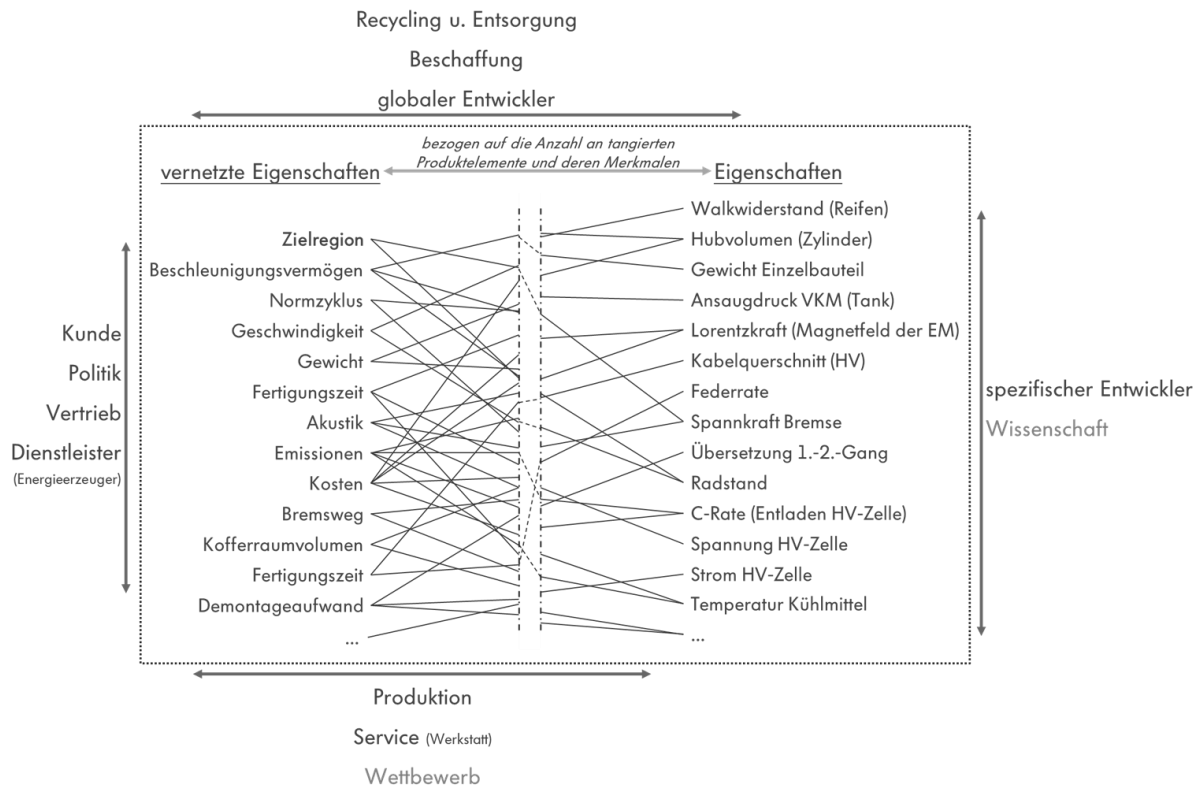 Recycling u. Entsorgung
Beschaffung
globaler Entwickler
bezogen auf die Anzahl an tangierten
Produktelemente und deren Merkmalen
vernetzte Eigenschaften
Eigenschaften
Zielregion
Beschleunigungsvermögen
Normzyklus
Geschwindigkeit
Gewicht
Fertigungszeit
Akustik
Emissionen
Kosten
Bremsweg
Kofferraumvolumen
Fertigungszeit
Demontageaufwand
...
Walkwiderstand (Reifen)
Hubvolumen (Zylinder)
Gewicht Einzelbauteil
Ansaugdruck VKM (Tank)
Lorentzkraft (Magnetfeld der EM)
Kabelquerschnitt (HV)
Federrate
Spannkraft Bremse
Übersetzung 1.-2.-Gang
Radstand
C-Rate (Entladen HV-Zelle)
Spannung HV-Zelle
Strom HV-Zelle
Temperatur Kühlmittel
...
Kunde
Politik
Vertrieb
Dienstleister
(Energieerzeuger)
spezifischer Entwickler
Wissenschaft
Produktion
Service (Werkstatt)
Wettbewerb